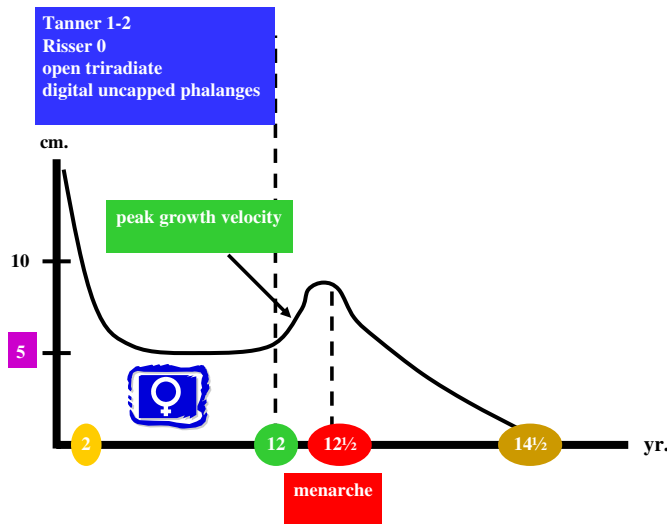 Tanner 1-2
Risser 0
open triradiate
digital uncapped phalanges
cm.
peak growth velocity
10
5
2
12
12½
14½
yr.
menarche